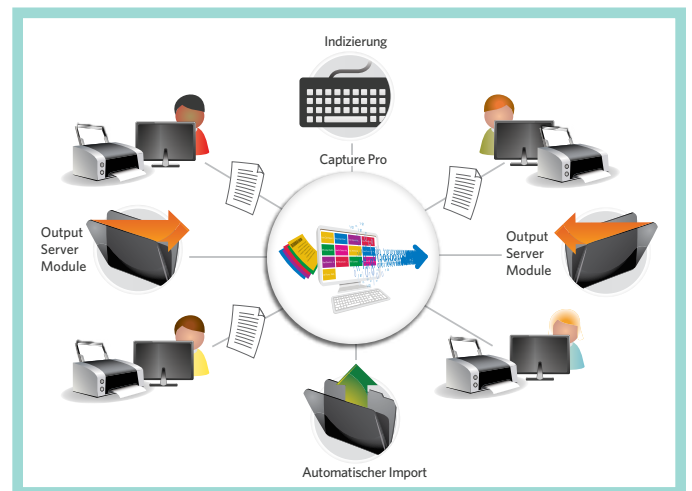 Indizierung
Capture Pro
Output
Server
Module
Output
Server
Module
Automatischer Import